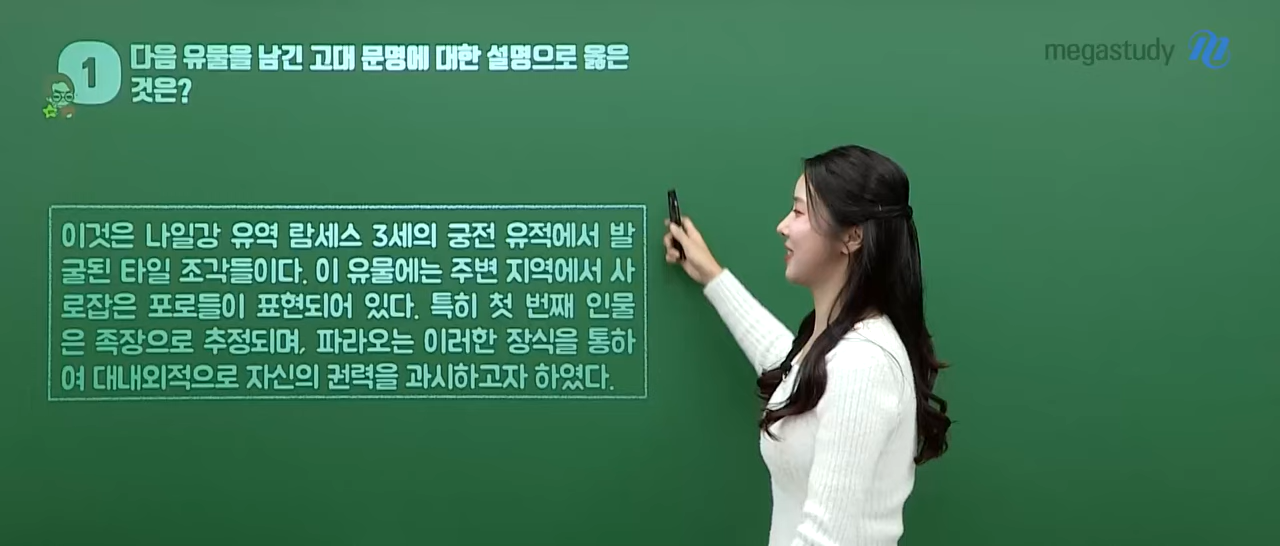 1
다음 유물을 남긴 고대 문명에 대한 설명으로 옳은
것은?
megastudy
이것은 나일강 유역 람세스 3세의 궁전 유적에서 발
굴된 타일 조각들이다. 이 유물에는 주변 지역에서 사
로잡은 포로들이 표현되어 있다. 특히 첫 번째 인물
은 족장으로 추정되며, 파라오는 이러한 장식을 통하
여 대내외적으로 자신의 권력을 과시하고자 하였다.